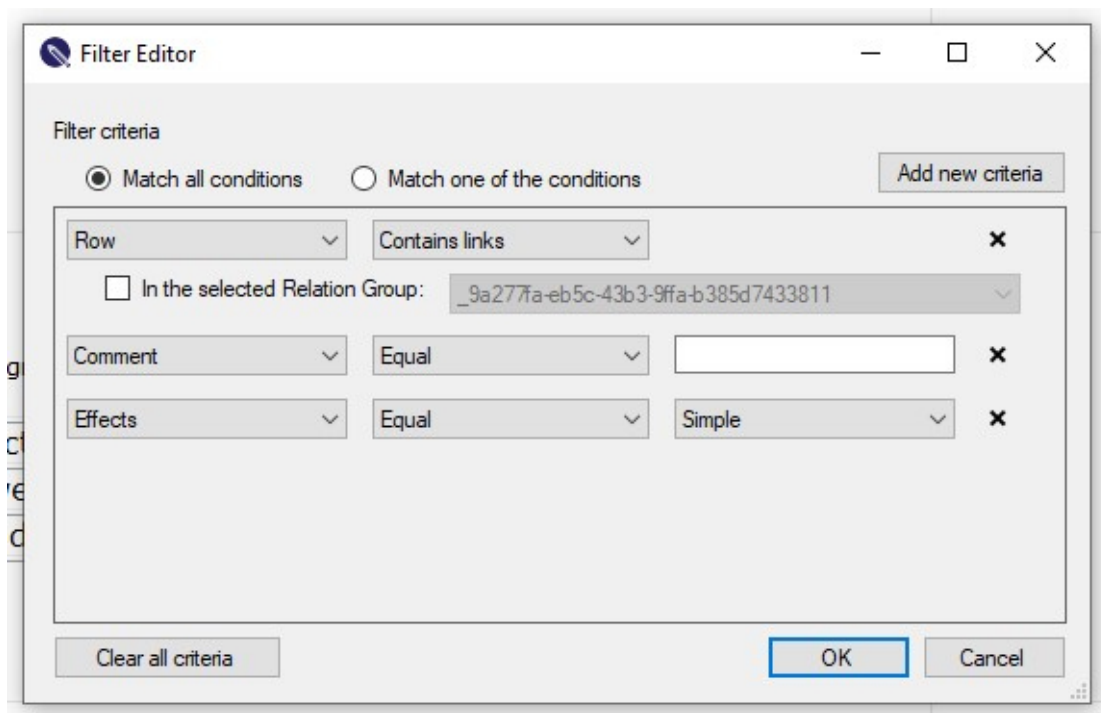 Filter Editor
Filter criteria
Match all conditions Match one of the conditions Add new criteria
Row Contains links
In the selected Relation Group: _9a277fa-eb5c-43b3-9ffa-b385d7433811
Comment Equal
Effects Equal Simple
Clear all criteria OK Cancel